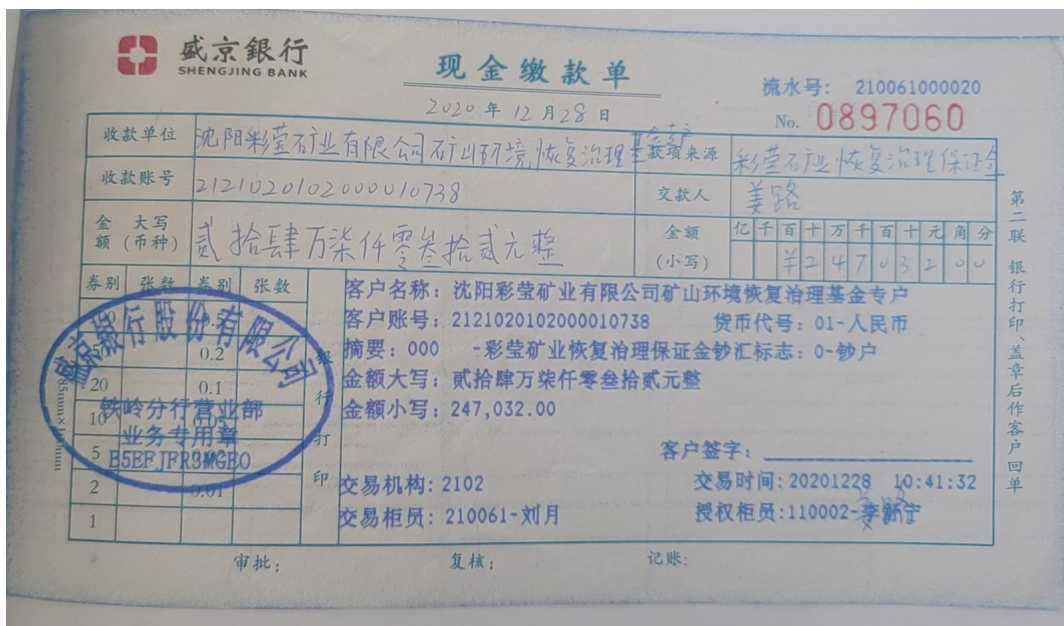 盛京銀行
SHENGJING BANK
现金缴款单
流水号: 210061000020
2020 年 12 月 28 日
No. 0897060
收款单位 沈阳彩莹矿业有限公司矿山环境恢复治理基金专户
款项来源 彩莹矿业恢复治理保证金
收款账号 2121020102000010738
交款人 姜路
金额 大写(币种) 贰拾肆万柒仟零叁拾贰元整
金额(小写) 亿 千 百 十 万 千 百 十 元 角 分
¥ 2 4 7 0 3 2 0 0
券别 张数 券别 张数
0.2
20 0.1
10
5
2 0.01
1
银行打印
客户名称: 沈阳彩莹矿业有限公司矿山环境恢复治理基金专户
客户账号: 2121020102000010738 货币代号: 01-人民币
摘要: 000 -彩莹矿业恢复治理保证金钞汇标志: 0-钞户
金额大写: 贰拾肆万柒仟零叁拾贰元整
金额小写: 247,032.00
客户签字:
交易机构: 2102 交易时间: 20201228 10:41:32
交易柜员: 210061-刘月 授权柜员:110002-李新宁
盛京银行股份有限公司
铁岭分行营业部
业务专用章
B5EFJFR9MGEO
审批: 复核: 记账:
第二联 银行打印、盖章后作客户回单